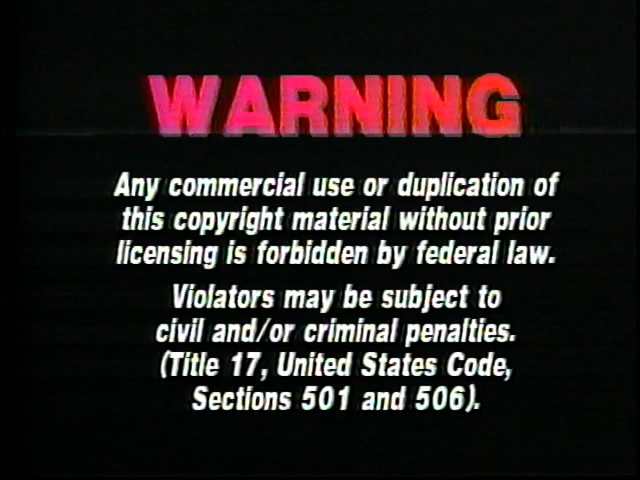 WARNING
Any commercial use or duplication of
this copyright material without prior
licensing is forbidden by federal law.
Violators may be subject to
civil and/or criminal penalties.
(Title 17, United States Code,
Sections 501 and 506).